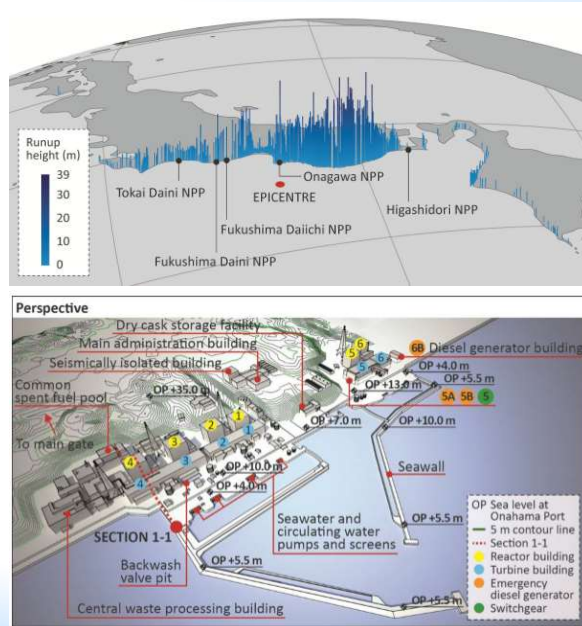 Runup
height (m)
39
30
20
10
0
Tokai Daini NPP
Fukushima Daini NPP
Fukushima Daiichi NPP
EPICENTRE
Onagawa NPP
Higashidori NPP
Perspective
Dry cask storage facility
Main administration building
Seismically isolated building
Common
spent fuel pool
To main gate
OP +35.0 m
6
5
6
5
6B
Diesel generator building
OP +4.0 m
OP +5.5 m
OP +13.0 m
5A
5B
5
OP +7.0 m
OP +10.0 m
1
2
1
3
2
4
3
4
OP +10.0 m
OP +4.0 m
Seawall
SECTION 1-1
Seawater and
circulating water
pumps and screens
OP +5.5 m
Backwash
valve pit
OP +5.5 m
Central waste processing building
OP +5.5 m
OP Sea level at
Onahama Port
5 m contour line
Section 1-1
Reactor building
Turbine building
Emergency
diesel generator
Switchgear